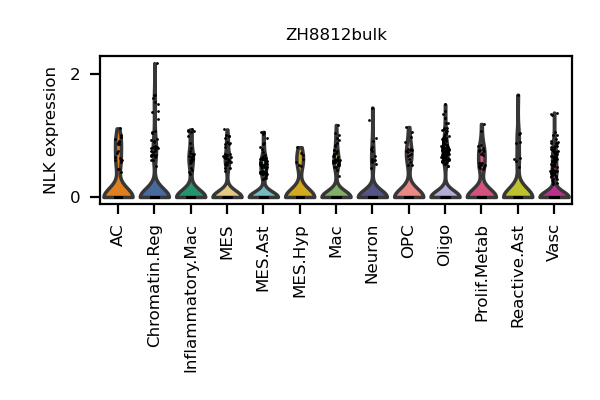 ZH8812bulk
NLK expression
2
0
AC
Chromatin.Reg
Inflammatory.Mac
MES
MES.Ast
MES.Hyp
Mac
Neuron
OPC
Oligo
Prolif.Metab
Reactive.Ast
Vasc